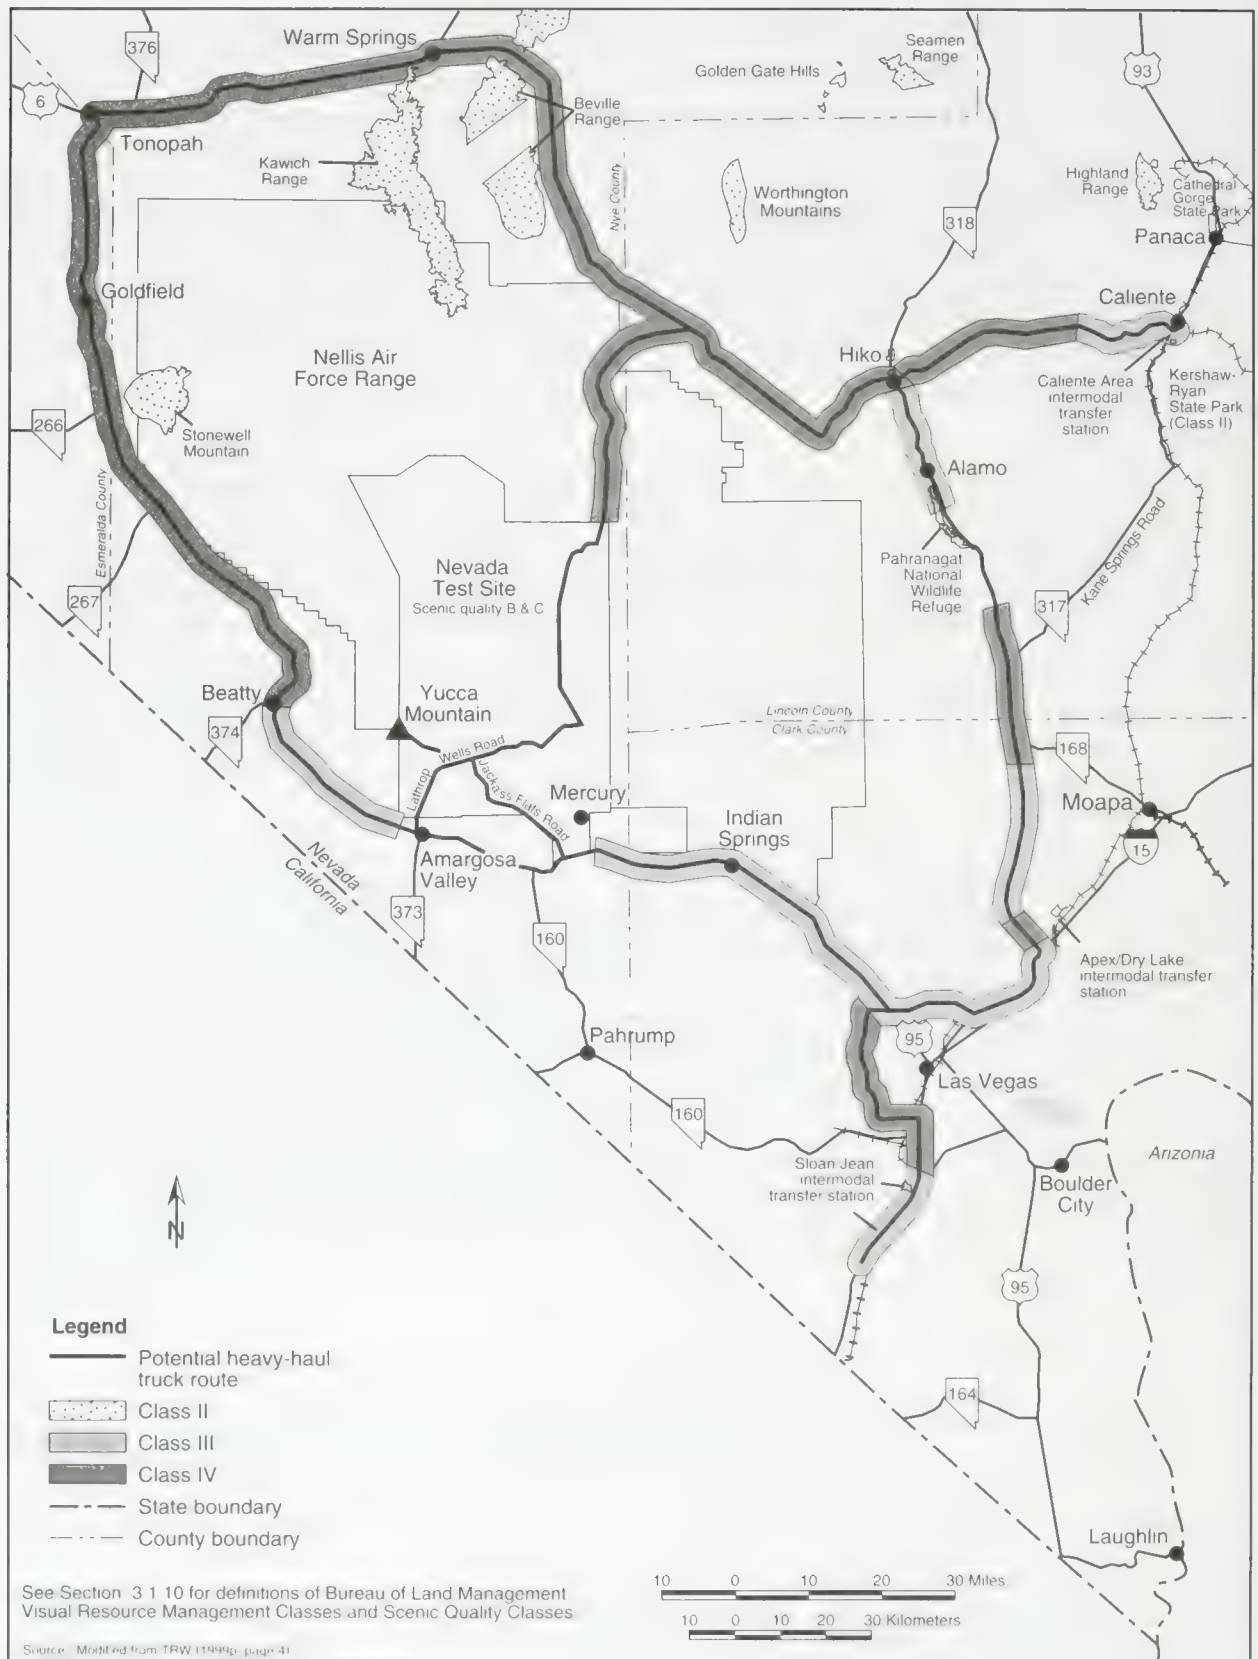 Warm Springs
376
6
Tonopah
Kawich
Range
Beville
Range
Nye County
Golden Gate Hills
Seamen
Range
93
Worthington
Mountains
318
Highland
Range
Cathedral
Gorge
State Park
Panaca
Caliente
Goldfield
Nellis Air
Force Range
Hiko
Caliente Area
intermodal
transfer
station
Kershaw-
Ryan
State Park
(Class II)
266
Stonewell
Mountain
Esmeralda County
Alamo
Pahranagat
National
Wildlife
Refuge
Kane Springs Road
317
267
Nevada
Test Site
Scenic quality B & C
Beatty
374
Yucca
Mountain
Lincoln County
Clark County
168
Moapa
15
Lathrop
Wells Road
Jackass Flats Road
Mercury
Indian
Springs
Amargosa
Valley
Nevada
California
373
160
Apex/Dry Lake
intermodal transfer
station
Pahrump
95
Las Vegas
160
Sloan Jean
intermodal
transfer station
Boulder
City
Arizonia
N
95
164
Laughlin
Legend
Potential heavy-haul
truck route
Class II
Class III
Class IV
State boundary
County boundary
See Section 3 1 10 for definitions of Bureau of Land Management
Visual Resource Management Classes and Scenic Quality Classes
10 0 10 20 30 Miles
10 0 10 20 30 Kilometers
Source Modified from TRW (1999p page 4)